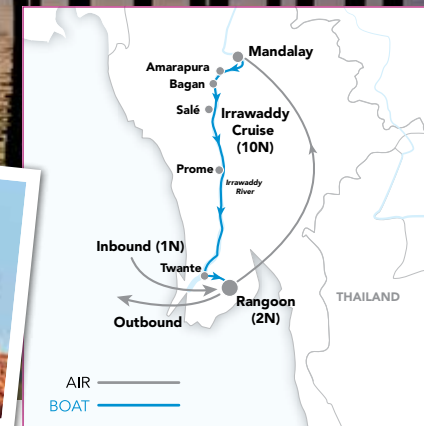 Mandalay
Amarapura
Bagan
Salé
Irrawaddy
Cruise
(10N)
Prome
Irrawaddy
River
Inbound (1N)
Twante
Rangoon
(2N)
Outbound
THAILAND
AIR
BOAT